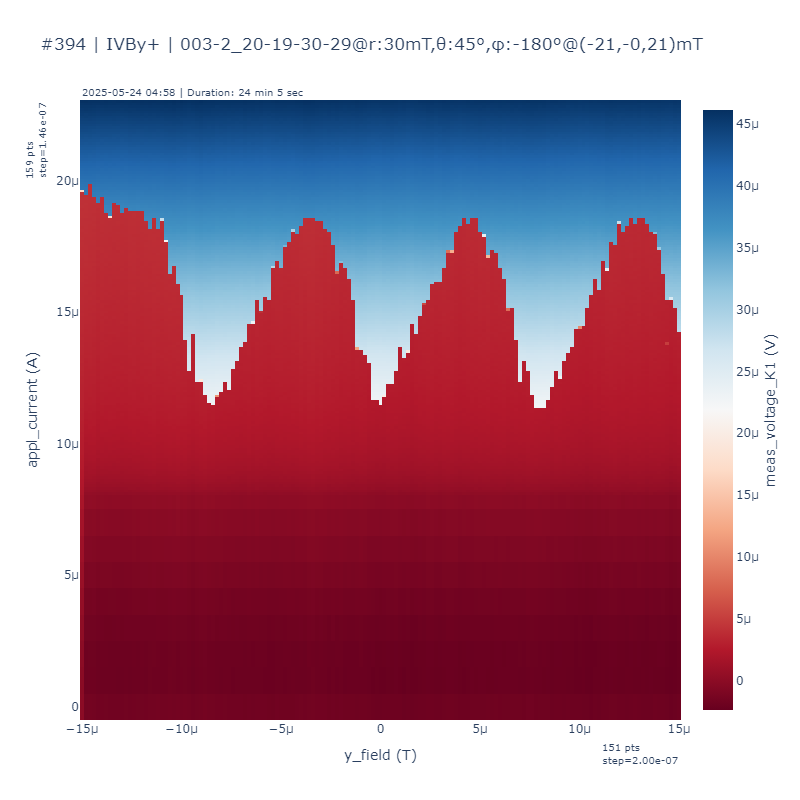 #394 | IVBy+ | 003-2_20-19-30-29@r:30mT,θ:45°,φ:-180°@(-21,-0,21)mT
2025-05-24 04:58 | Duration: 24 min 5 sec
159 pts
step=1.46e-07
20μ
15μ
10μ
5μ
0
appl_current (A)
−15μ
−10μ
−5μ
0
5μ
10μ
15μ
y_field (T)
151 pts
step=2.00e-07
45μ
40μ
35μ
30μ
25μ
20μ
15μ
10μ
5μ
0
meas_voltage_K1 (V)